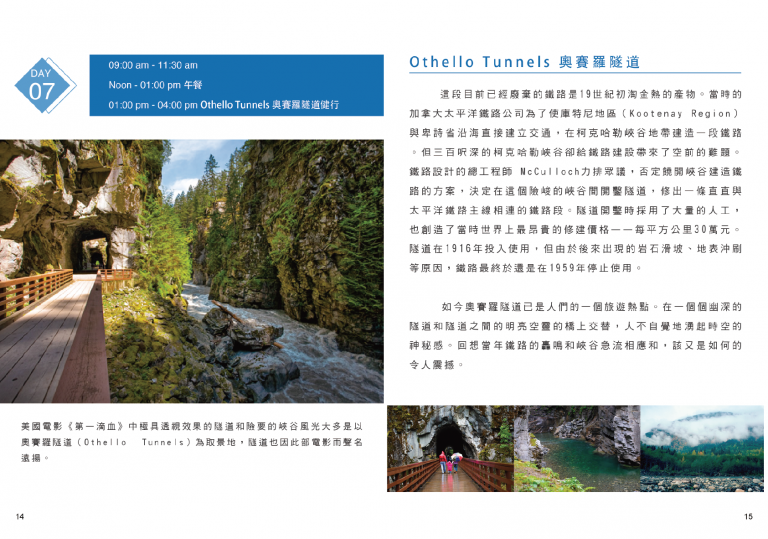 DAY
07
09:00 am - 11:30 am
Noon - 01:00 pm 午餐
01:00 pm - 04:00 pm Othello Tunnels 奧賽羅隧道健行
美國電影《第一滴血》中極具透視效果的隧道和險要的峽谷風光大多是以
奧賽羅隧道（Othello Tunnels）為取景地，隧道也因此部電影而聲名
遠揚。
14
Othello Tunnels 奧賽羅隧道
這段目前已經廢棄的鐵路是19世紀初淘金熱的產物。當時的
加拿大太平洋鐵路公司為了使庫特尼地區（Kootenay Region）
與卑詩省沿海直接建立交通，在柯克哈勒峽谷地帶建造一段鐵路
。但三百呎深的柯克哈勒峽谷卻給鐵路建設帶來了空前的難題。
鐵路設計的總工程師 McCulloch力排眾議，否定饒開峽谷建造鐵
路的方案，決定在這個險峻的峽谷間開鑿隧道，修出一條直直與
太平洋鐵路主線相連的鐵路段。隧道開鑿時採用了大量的人工，
也創造了當時世界上最昂貴的修建價格——每平方公里30萬元。
隧道在1916年投入使用，但由於後來出現的岩石滑坡、地表沖刷
等原因，鐵路最終於還是在1959年停止使用。
如今奧賽羅隧道已是人們的一個旅遊熱點。在一個個幽深的
隧道和隧道之間的明亮空靈的橋上交替，人不自覺地湧起時空的
神秘感。回想當年鐵路的轟鳴和峽谷急流相應和，該又是如何的
令人震撼。
15